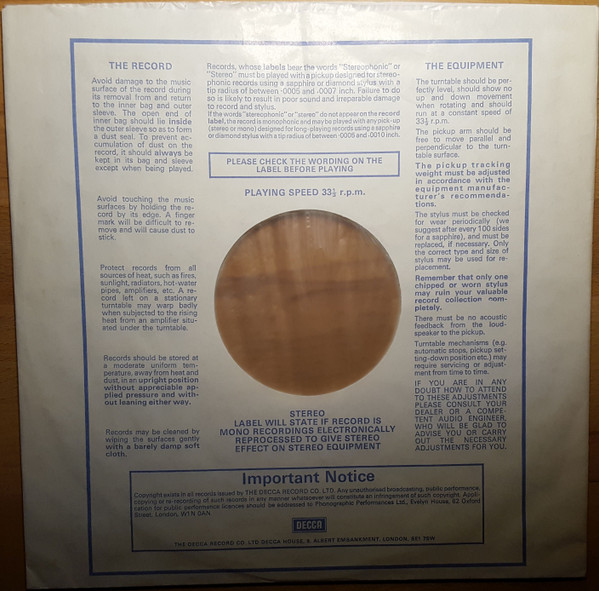 THE RECORD
Avoid damage to the music
surface of the record during
its removal from and return
to the inner bag and outer
sleeve. The open end of
inner bag should lie inside
the outer sleeve so as to form
a dust seal. To prevent ac-
cumulation of dust on the
record, it should always be
kept in its bag and sleeve
except when being played.
Avoid touching the music
surfaces by holding the re-
cord by its edge. A finger
mark will be difficult to re-
move and will cause dust to
stick.
Protect records from all
sources of heat, such as fires,
sunlight, radiators, hot-water
pipes, amplifiers, etc. A re-
cord left on a stationary
turntable may warp badly
when subjected to the rising
heat from an amplifier situ-
ated under the turntable.
Records should be stored at
a moderate uniform tem-
perature, away from heat and
dust, in an upright position
without appreciable ap-
plied pressure and with-
out leaning either way.
Records may be cleaned by
wiping the surfaces gently
with a barely damp soft
cloth.
Records, whose labels bear the words "Stereophonic" or
"Stereo" must be played with a pickup designed for stereo-
phonic records using a sapphire or diamond stylus with a
tip radius of between ·0005 and ·0007 inch. Failure to do
so is likely to result in poor sound and irreparable damage
to record and stylus.
If the words "stereophonic" or "stereo" do not appear on the record
label, the record is monophonic and may be played with any pick-up
(stereo or mono) designed for long-playing records using a sapphire
or diamond stylus with a tip radius of between ·0005 and ·0010 inch.
PLEASE CHECK THE WORDING ON THE
LABEL BEFORE PLAYING
PLAYING SPEED 33⅓ r.p.m.
STEREO
LABEL WILL STATE IF RECORD IS
MONO RECORDINGS ELECTRONICALLY
REPROCESSED TO GIVE STEREO
EFFECT ON STEREO EQUIPMENT
THE EQUIPMENT
The turntable should be per-
fectly level, should show no
up and down movement
when rotating and should
run at a constant speed of
33⅓ r.p.m.
The pickup arm should be
free to move parallel and
perpendicular to the turn-
table surface.
The pickup tracking
weight must be adjusted
in accordance with the
equipment manufac-
turer's recommenda-
tions.
The stylus must be checked
for wear periodically (we
suggest after every 100 sides
for a sapphire), and must be
replaced, if necessary. Only
the correct type and size of
stylus may be used for re-
placement.
Remember that only one
chipped or worn stylus
may ruin your valuable
record collection com-
pletely.
There must be no acoustic
feedback from the loud-
speaker to the pickup.
Turntable mechanisms (e.g.
automatic stops, pickup set-
ting-down position etc.) may
require servicing or adjust-
ment from time to time.
IF YOU ARE IN ANY
DOUBT HOW TO ATTEND
TO THESE ADJUSTMENTS
PLEASE CONSULT YOUR
DEALER OR A COMPE-
TENT AUDIO ENGINEER,
WHO WILL BE GLAD TO
ADVISE YOU OR CARRY
OUT THE NECESSARY
ADJUSTMENTS FOR YOU.
Important Notice
Copyright exists in all records issued by THE DECCA RECORD CO. LTD. Any unauthorised broadcasting, public performance,
copying or re-recording of such records in any manner whatsoever will constitute an infringement of such copyright. Appli-
cation for public performance licences should be addressed to Phonographic Performances Ltd., Evelyn House, 62 Oxford
Street, London, W1N 0AN
DECCA
THE DECCA RECORD CO. LTD DECCA HOUSE, 9, ALBERT EMBANKMENT, LONDON, SE1 7SW